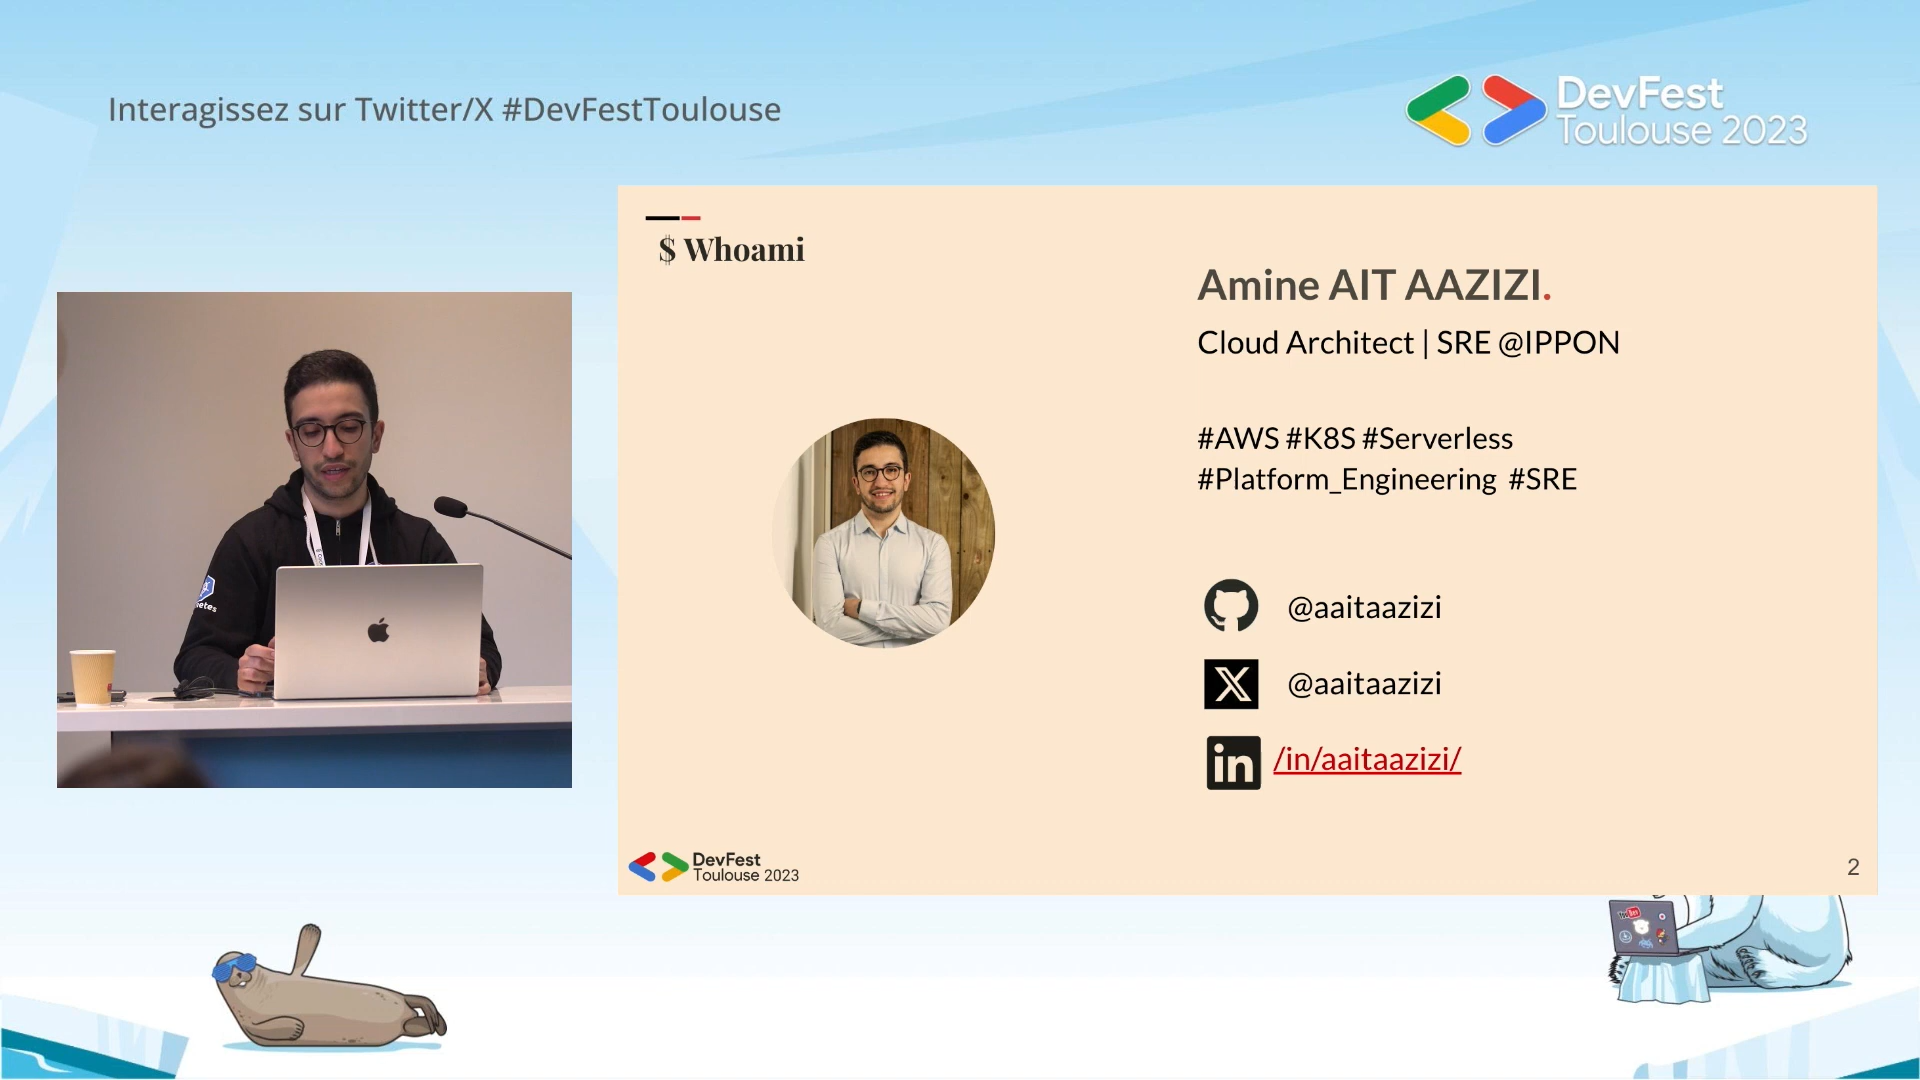 Interagissez sur Twitter/X #DevFestToulouse
DevFest
Toulouse 2023
$ Whoami
Amine AIT AAZIZI.
Cloud Architect | SRE @IPPON
#AWS #K8S #Serverless
#Platform_Engineering #SRE
@aaitaazizi
@aaitaazizi
in /in/aaitaazizi/
DevFest
Toulouse 2023
2